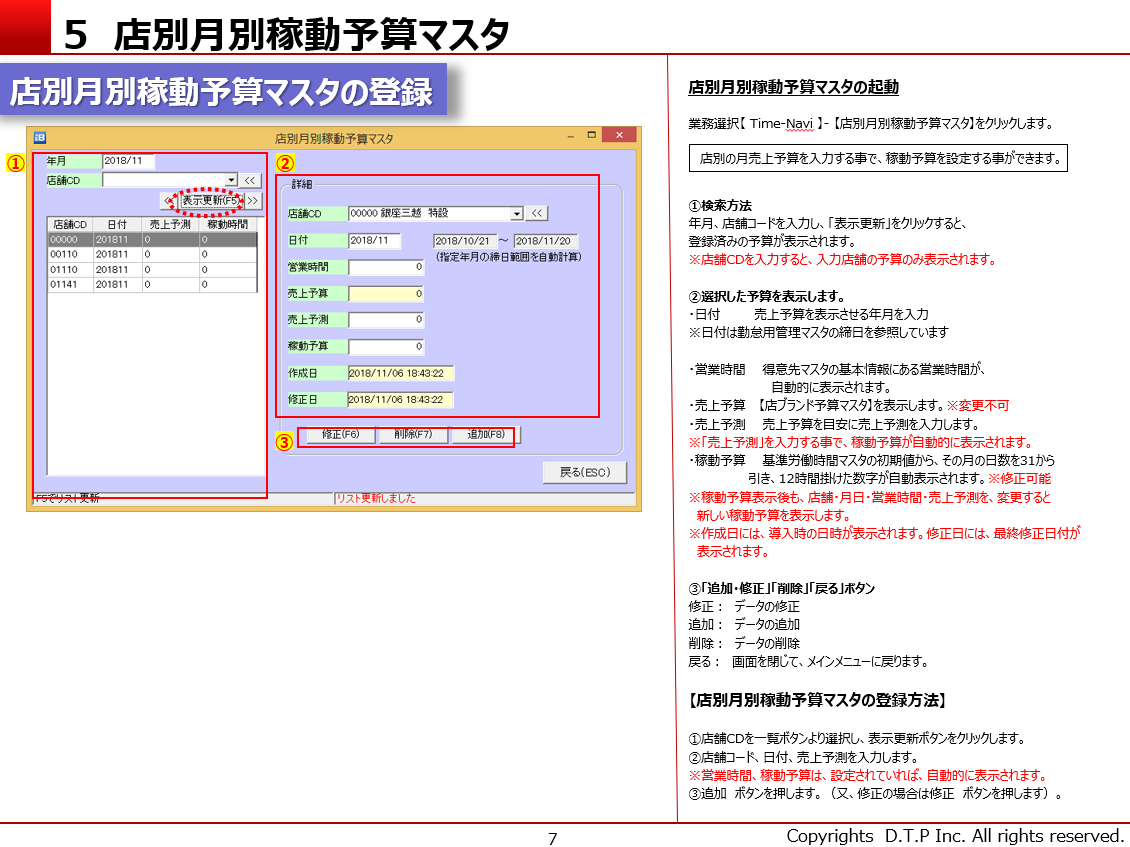 5 店別月別稼動予算マスタ
店別月別稼動予算マスタの登録
店別月別稼動予算マスタ
①
年月 2018/11
店舗CD <<
<< 表示更新(F5) >>
店舗CD 日付 売上予測 稼動時間
00000 201811 0 0
00110 201811 0 0
01110 201811 0 0
01141 201811 0 0
②
詳細
店舗CD 00000 銀座三越 特設 <<
日付 2018/11 2018/10/21 ～ 2018/11/20
(指定年月の締日範囲を自動計算)
営業時間 0
売上予算 0
売上予測 0
稼動予算 0
作成日 2018/11/06 18:43:22
修正日 2018/11/06 18:43:22
③
修正(F6) 削除(F7) 追加(F8)
戻る(ESC)
F5でリスト更新 リスト更新しました
店別月別稼動予算マスタの起動
業務選択【 Time-Navi 】-【店別月別稼動予算マスタ】をクリックします。
店別の月売上予算を入力する事で、稼動予算を設定する事ができます。
①検索方法
年月、店舗コードを入力し、「表示更新」をクリックすると、
登録済みの予算が表示されます。
※店舗CDを入力すると、入力店舗の予算のみ表示されます。
②選択した予算を表示します。
・日付 売上予算を表示させる年月を入力
※日付は勤怠用管理マスタの締日を参照しています
・営業時間 得意先マスタの基本情報にある営業時間が、
自動的に表示されます。
・売上予算 【店ブランド予算マスタ】を表示します。※変更不可
・売上予測 売上予算を目安に売上予測を入力します。
※「売上予測」を入力する事で、稼動予算が自動的に表示されます。
・稼動予算 基準労働時間マスタの初期値から、その月の日数を31から
引き、12時間掛けた数字が自動表示されます。※修正可能
※稼動予算表示後も、店舗・月日・営業時間・売上予測を、変更すると
新しい稼動予算を表示します。
※作成日には、導入時の日時が表示されます。修正日には、最終修正日付が
表示されます。
③「追加・修正」「削除」「戻る」ボタン
修正： データの修正
追加： データの追加
削除： データの削除
戻る： 画面を閉じて、メインメニューに戻ります。
【店別月別稼動予算マスタの登録方法】
①店舗CDを一覧ボタンより選択し、表示更新ボタンをクリックします。
②店舗コード、日付、売上予測を入力します。
※営業時間、稼動予算は、設定されていれば、自動的に表示されます。
③追加 ボタンを押します。（又、修正の場合は修正 ボタンを押します）。
7
Copyrights D.T.P Inc. All rights reserved.